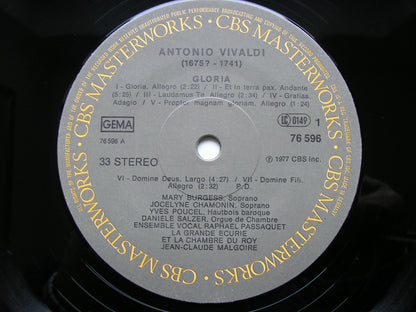 CBS MASTERWORKS · CBS MASTERWORKS · CBS MASTERWORKS · CBS MASTERWORKS ·
ANTONIO VIVALDI
(1675? - 1741)
GLORIA
I - Gloria, Allegro (2:22) / II - Et in terra pax, Andante
(5:25) / III - Laudamus Te, Allegro (2:34) / IV - Gratias,
Adagio / V - Propter magnam gloriam, Allegro (1:24)
GEMA
LC 0149
1
76 596 A
76 596
33 STEREO
℗ 1977 CBS Inc.
VI - Domine Deus, Largo (4:27) / VII - Domine Fili,
Allegro (2:32) P.D.
MARY BURGESS, Soprano
JOCELYNE CHAMONIN, Soprano
YVES POUCEL, Hautbois baroque
DANIELE SALZER, Orgue de Chambre
ENSEMBLE VOCAL RAPHAEL PASSAQUET
LA GRANDE ECURIE
ET LA CHAMBRE DU ROY
JEAN-CLAUDE MALGOIRE